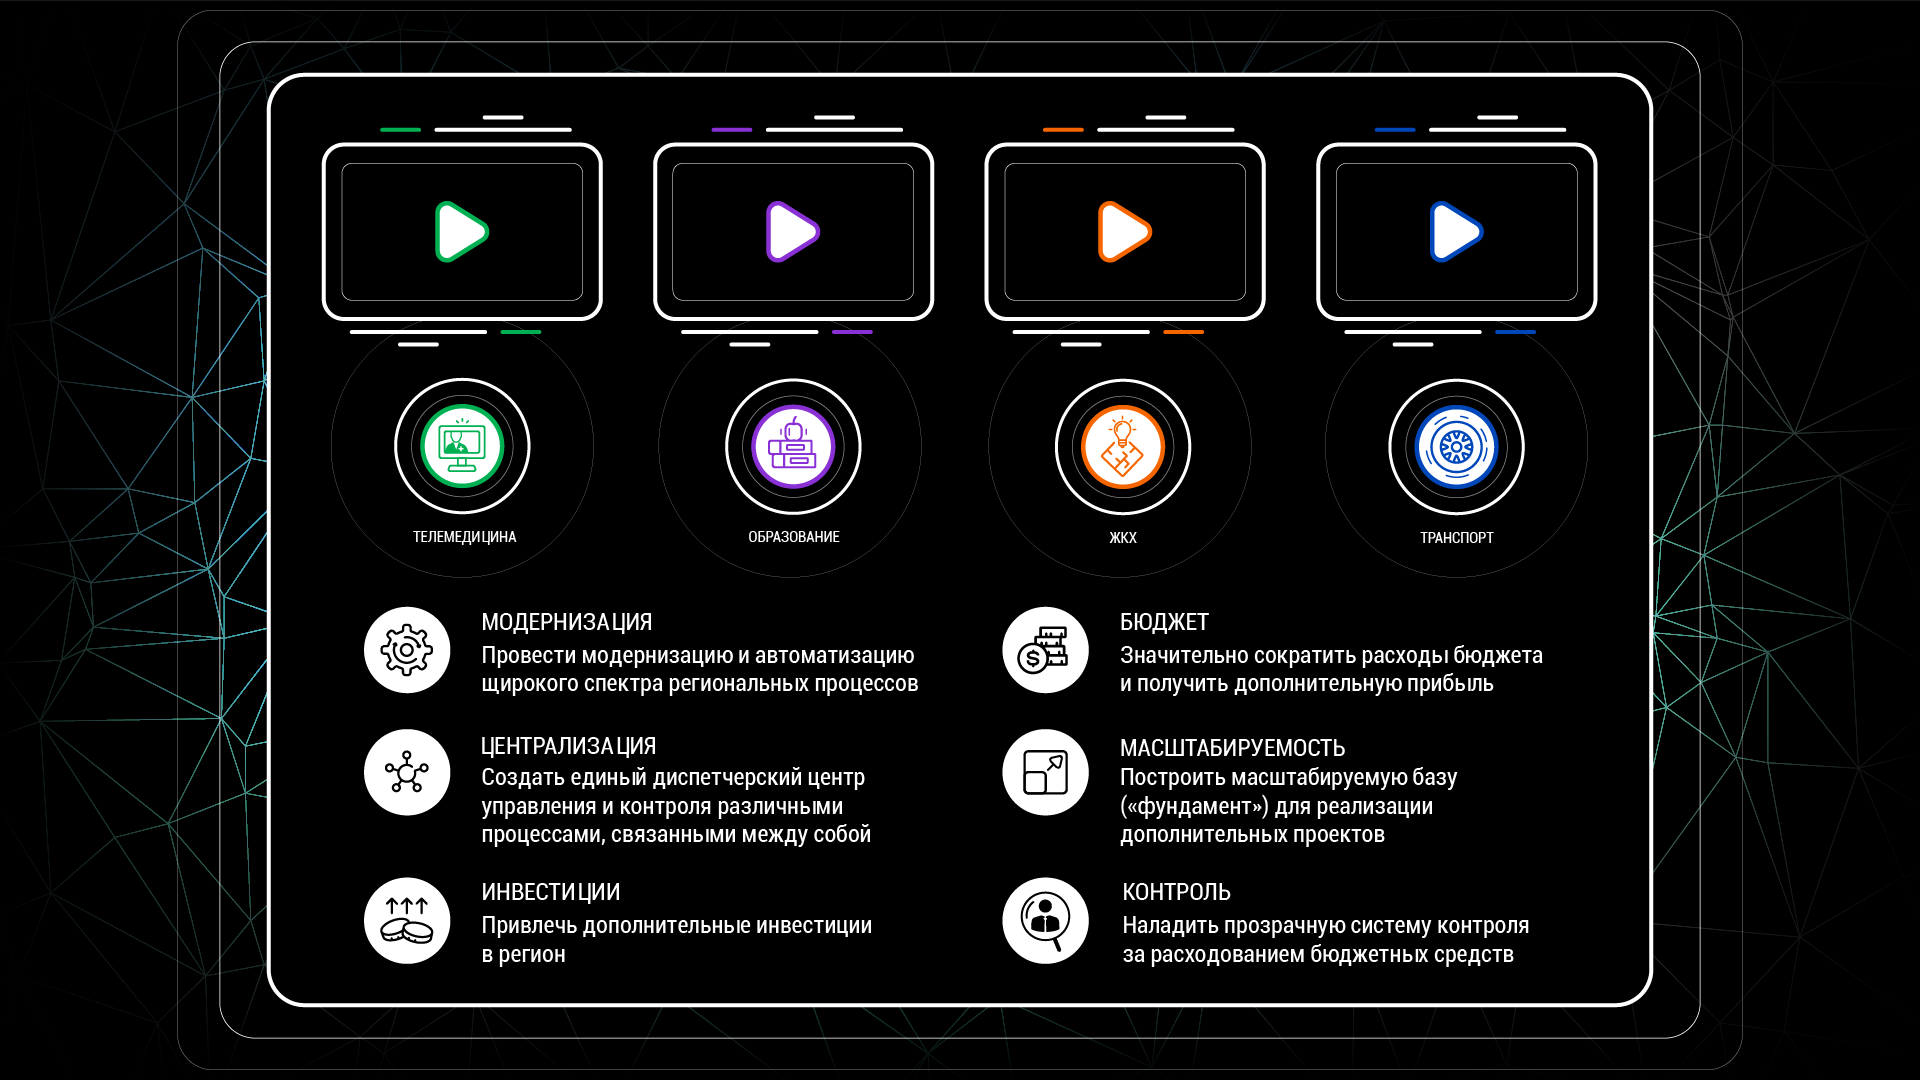 ТЕЛЕМЕДИЦИНА
ОБРАЗОВАНИЕ
ЖКХ
ТРАНСПОРТ
МОДЕРНИЗАЦИЯ
Провести модернизацию и автоматизацию
щирокого спектра региональных процессов
БЮДЖЕТ
Значительно сократить расходы бюджета
и получить дополнительную прибыль
ЦЕНТРАЛИЗАЦИЯ
Создать единый диспетчерский центр
управления и контроля различными
процессами, связанными между собой
МАСШТАБИРУЕМОСТЬ
Построить масштабируемую базу
(«фундамент») для реализации
дополнительных проектов
ИНВЕСТИЦИИ
Привлечь дополнительные инвестиции
в регион
КОНТРОЛЬ
Наладить прозрачную систему контроля
за расходованием бюджетных средств